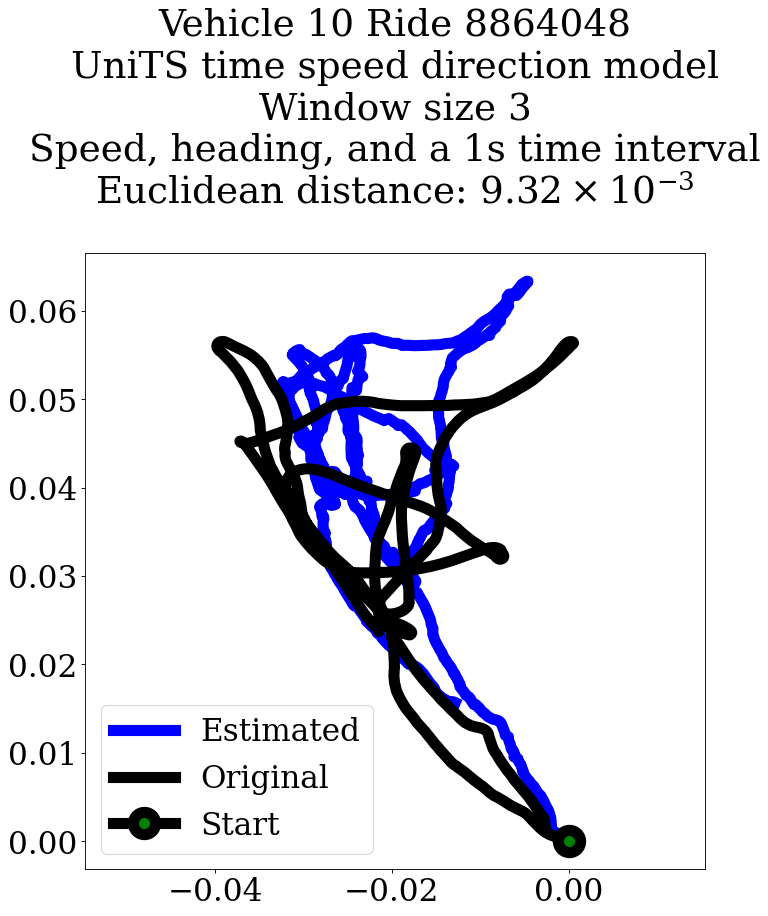 Vehicle 10 Ride 8864048
UniTS time speed direction model
Window size 3
Speed, heading, and a 1s time interval
Euclidean distance: 9.32 × 10⁻³
0.06
0.05
0.04
0.03
0.02
0.01
0.00
Estimated
Original
Start
−0.04
−0.02
0.00